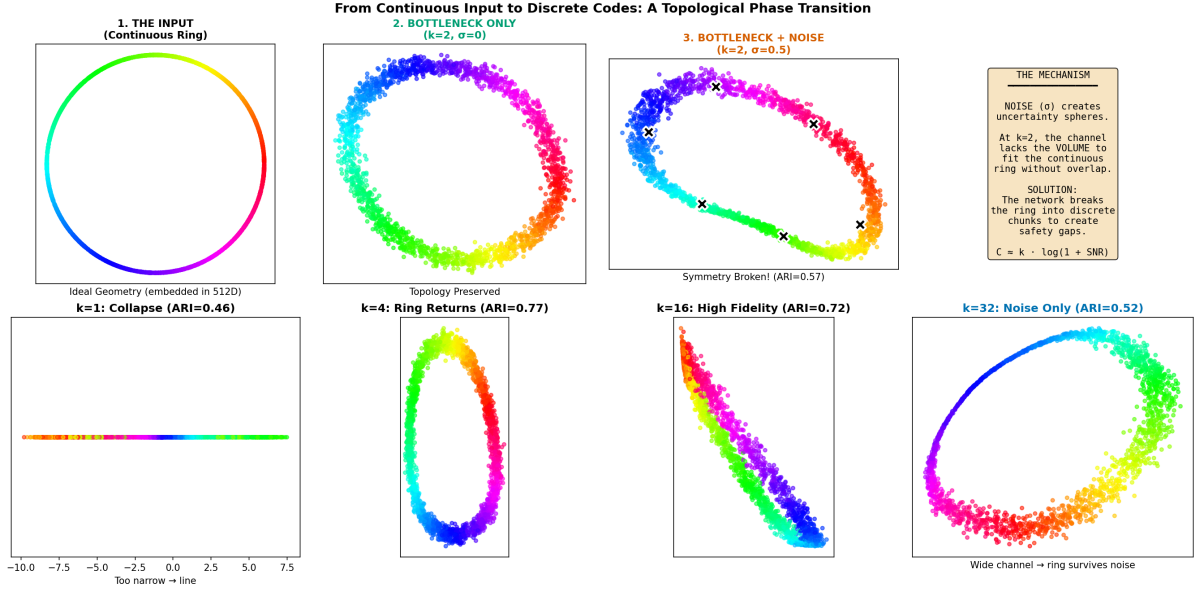 From Continuous Input to Discrete Codes: A Topological Phase Transition
1. THE INPUT
(Continuous Ring)
Ideal Geometry (embedded in 512D)
2. BOTTLENECK ONLY
(k=2, σ=0)
Topology Preserved
3. BOTTLENECK + NOISE
(k=2, σ=0.5)
Symmetry Broken! (ARI=0.57)
THE MECHANISM
NOISE (σ) creates
uncertainty spheres.
At k=2, the channel
lacks the VOLUME to
fit the continuous
ring without overlap.
SOLUTION:
The network breaks
the ring into discrete
chunks to create
safety gaps.
C ≈ k · log(1 + SNR)
k=1: Collapse (ARI=0.46)
−10.0 −7.5 −5.0 −2.5 0.0 2.5 5.0 7.5
Too narrow → line
k=4: Ring Returns (ARI=0.77)
k=16: High Fidelity (ARI=0.72)
k=32: Noise Only (ARI=0.52)
Wide channel → ring survives noise